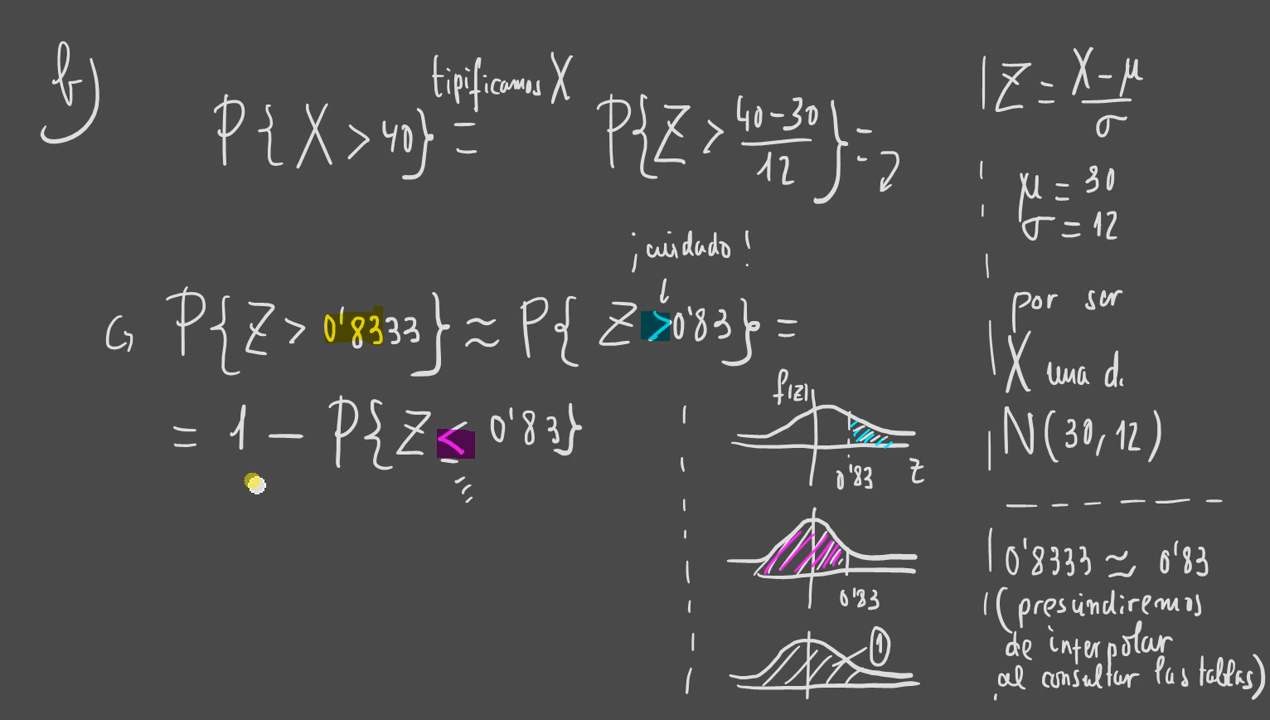 b)
tipificamos X
P{X > 40} = P{Z > (40-30)/12} =
¡cuidado!
↳ P{Z > 0'8333} ≈ P{Z > 0'83} =
= 1 - P{Z < 0'83}
f(z)
0'83 z
0'83
1
Z = (X-μ)/σ
μ = 30
σ = 12
por ser
X una d.
N(30,12)
0'8333 ≈ 0'83
(prescindiremos
de interpolar
al consultar las tablas)